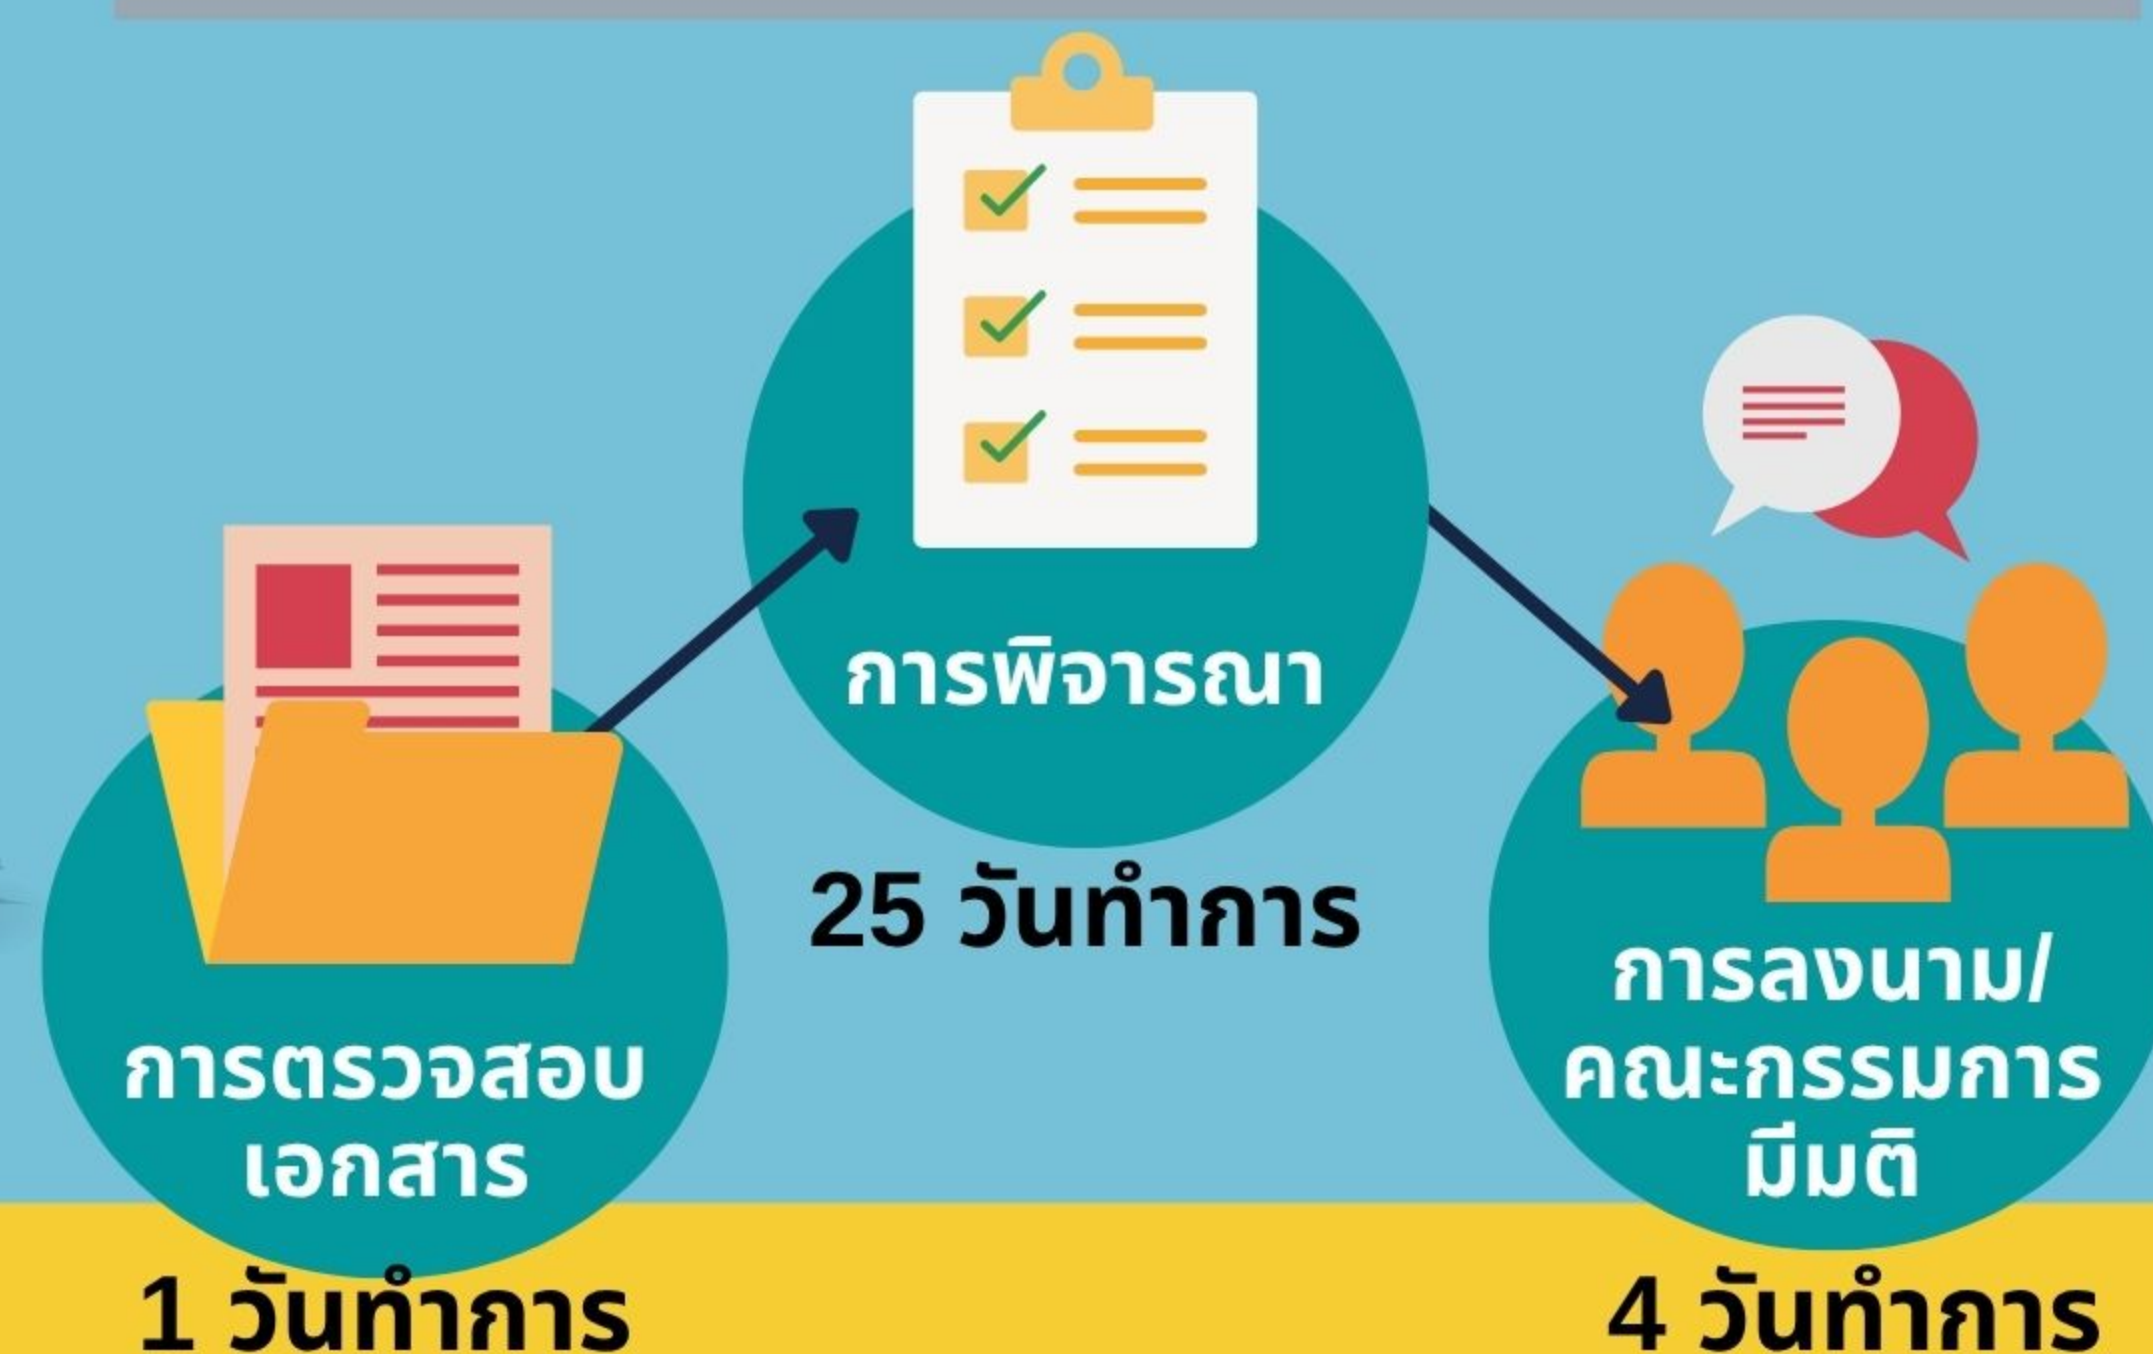 การตรวจสอบ
เอกสาร
1 วันทำการ
การพิจารณา
25 วันทำการ
การลงนาม/
คณะกรรมการ
มีมติ
4 วันทำการ